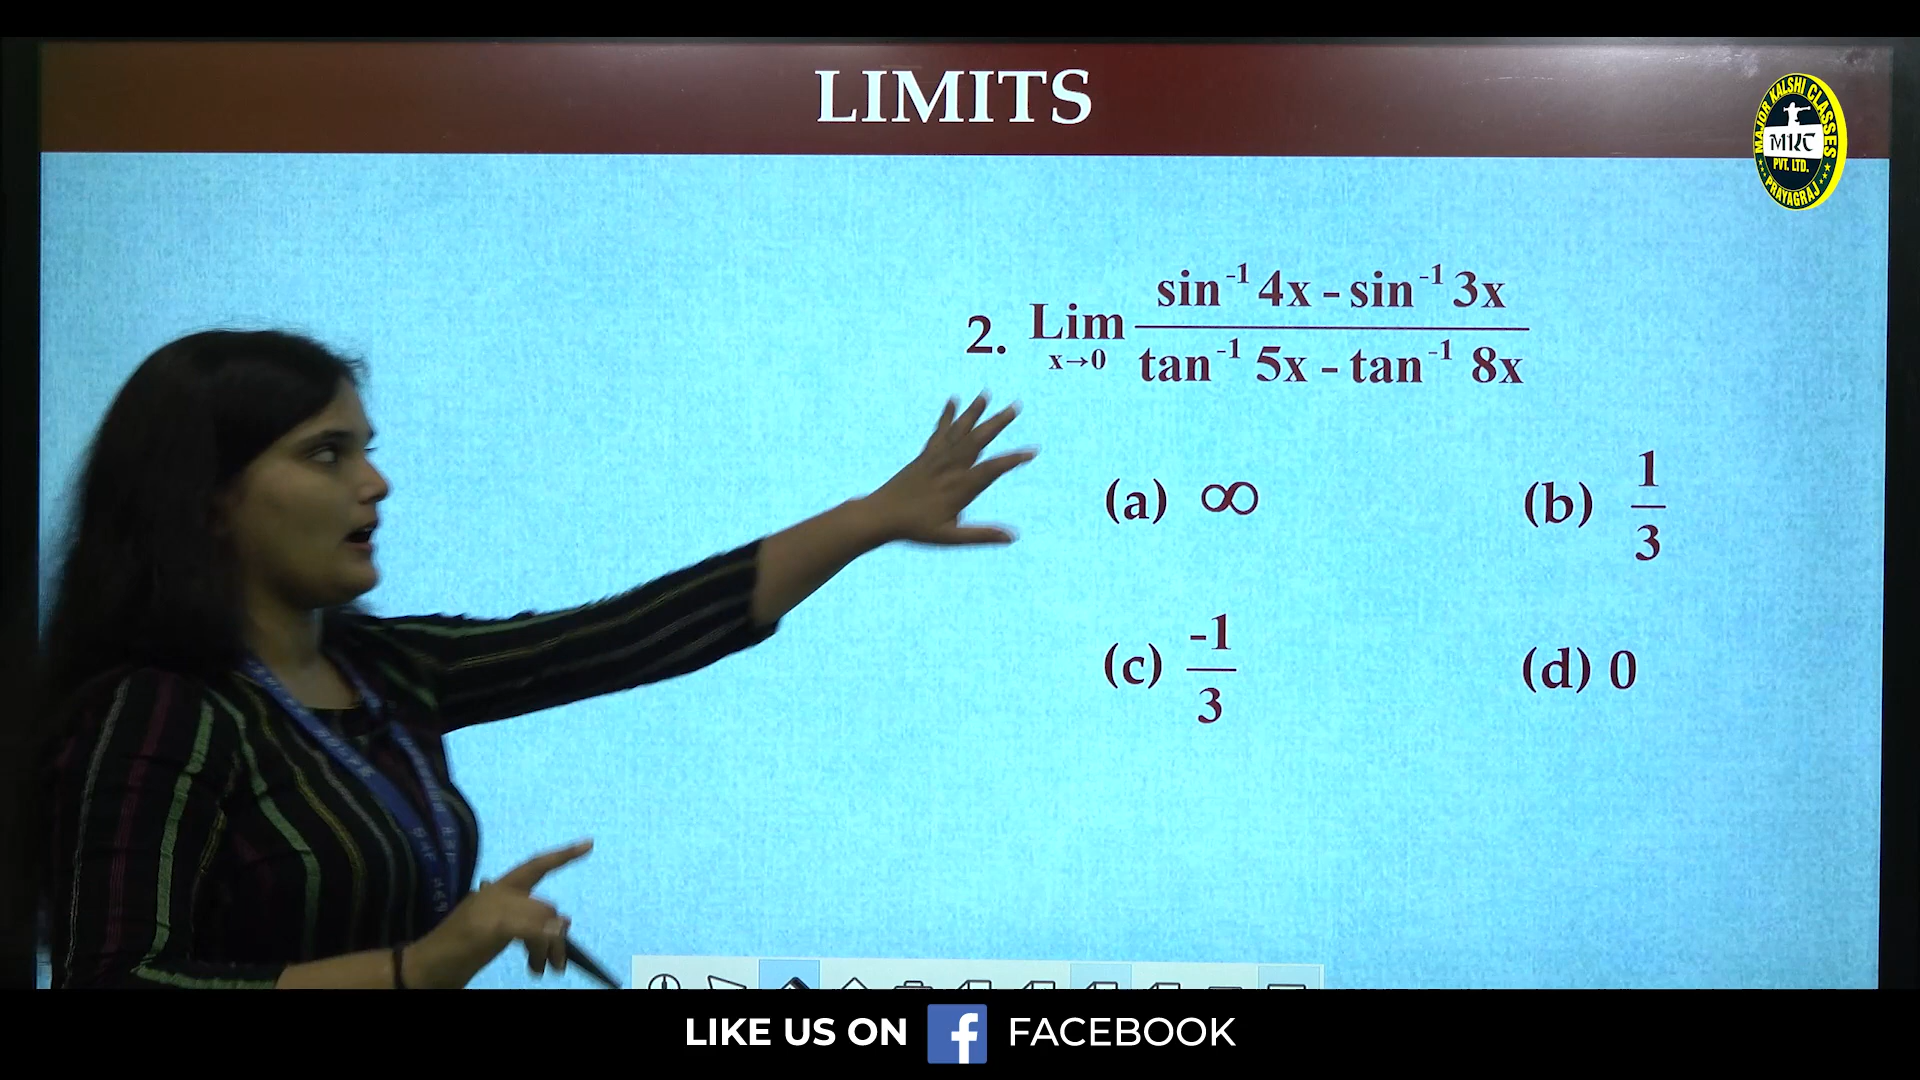 LIMITS
MAJOR KALSHI CLASSES
MKC
PVT. LTD.
PRAYAGRAJ
2. Lim x→0 (sin⁻¹ 4x - sin⁻¹ 3x) / (tan⁻¹ 5x - tan⁻¹ 8x)
(a) ∞ (b) 1/3
(c) -1/3 (d) 0
LIKE US ON f FACEBOOK